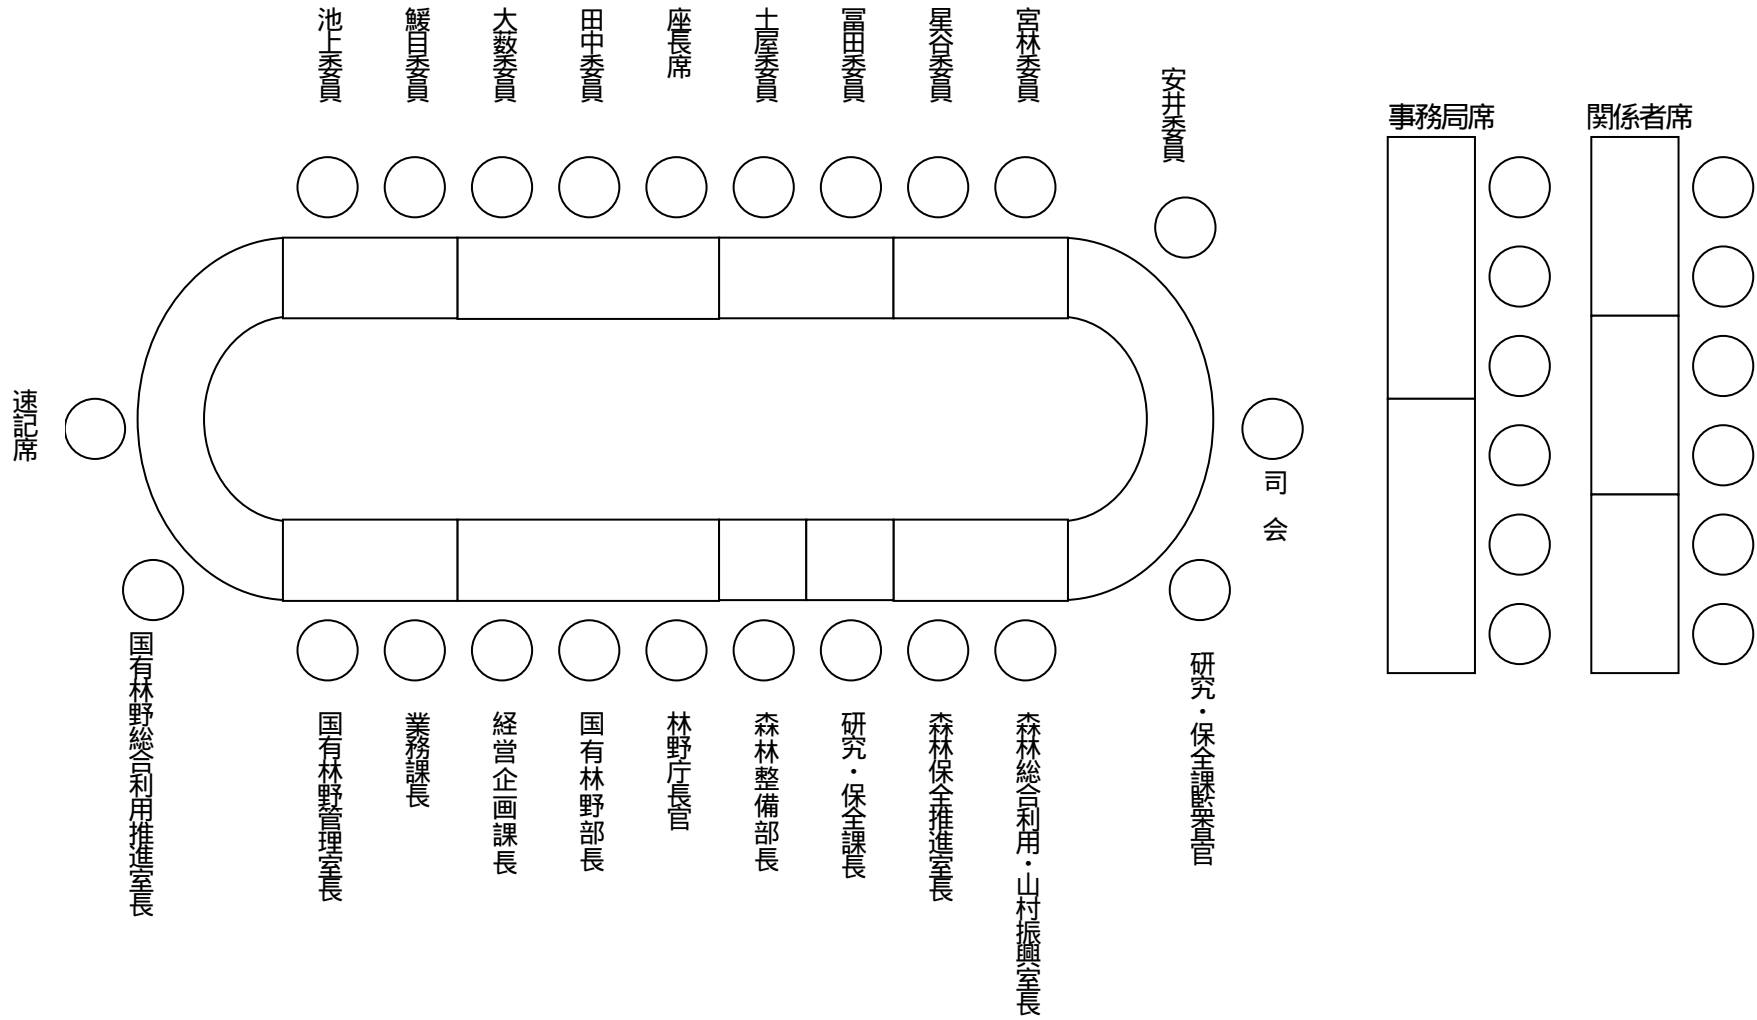 池上委員
鰀目委員
大藪委員
田中委員
座長席
土屋委員
冨田委員
星谷委員
宮林委員
安井委員
事務局席
関係者席
速記席
司 会
国有林野総合利用推進室長
国有林野管理室長
業務課長
経営企画課長
国有林野部長
林野庁長官
森林整備部長
研究・保全課長
森林保全推進室長
森林総合利用・山村振興室長
研究・保全課監察官